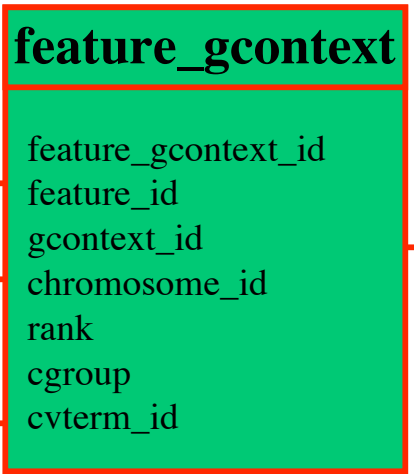 feature_gcontext
feature_gcontext_id
feature_id
gcontext_id
chromosome_id
rank
cgroup
cvterm_id